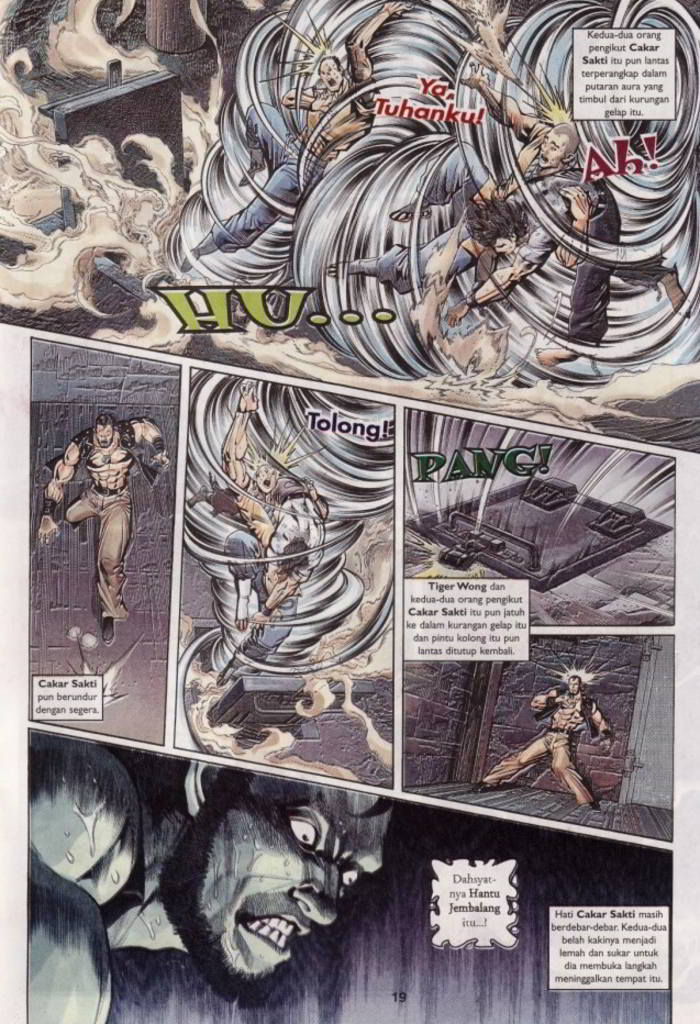 Kedua-dua orang
pengikut Cakar
Sakti itu pun lantas
terperangkap dalam
putaran aura yang
timbul dari kurungan
gelap itu.
Ya,
Tuhanku!
Ah!
HU...
Cakar Sakti
pun berundur
dengan segera.
Tolong!
PANG!
Tiger Wong dan
kedua-dua orang pengikut
Cakar Sakti itu pun jatuh
ke dalam kurangan gelap itu
dan pintu kolong itu pun
lantas ditutup kembali.
Dahsyat-
nya Hantu
Jembalang
itu...!
Hati Cakar Sakti masih
berdebar-debar. Kedua-dua
belah kakinya menjadi
lemah dan sukar untuk
dia membuka langkah
meninggalkan tempat itu.
19